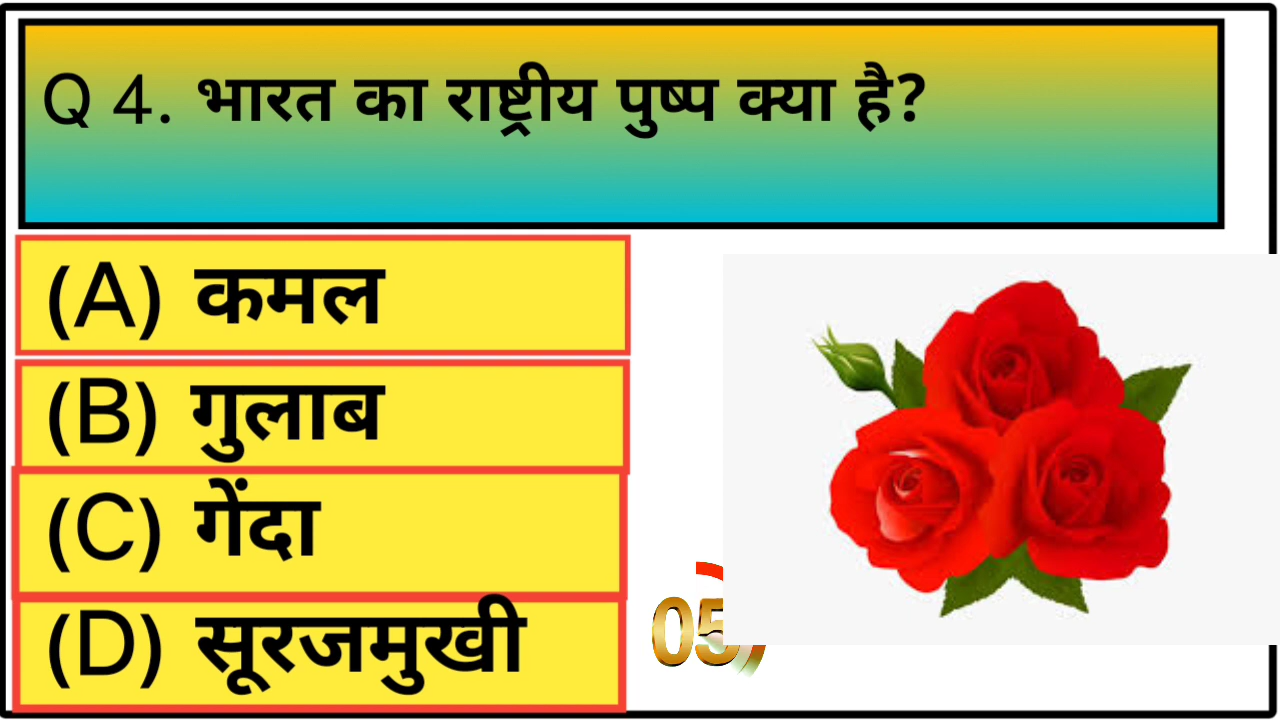 Q 4. भारत का राष्ट्रीय पुष्प क्या है?
(A) कमल
(B) गुलाब
(C) गेंदा
(D) सूरजमुखी
05